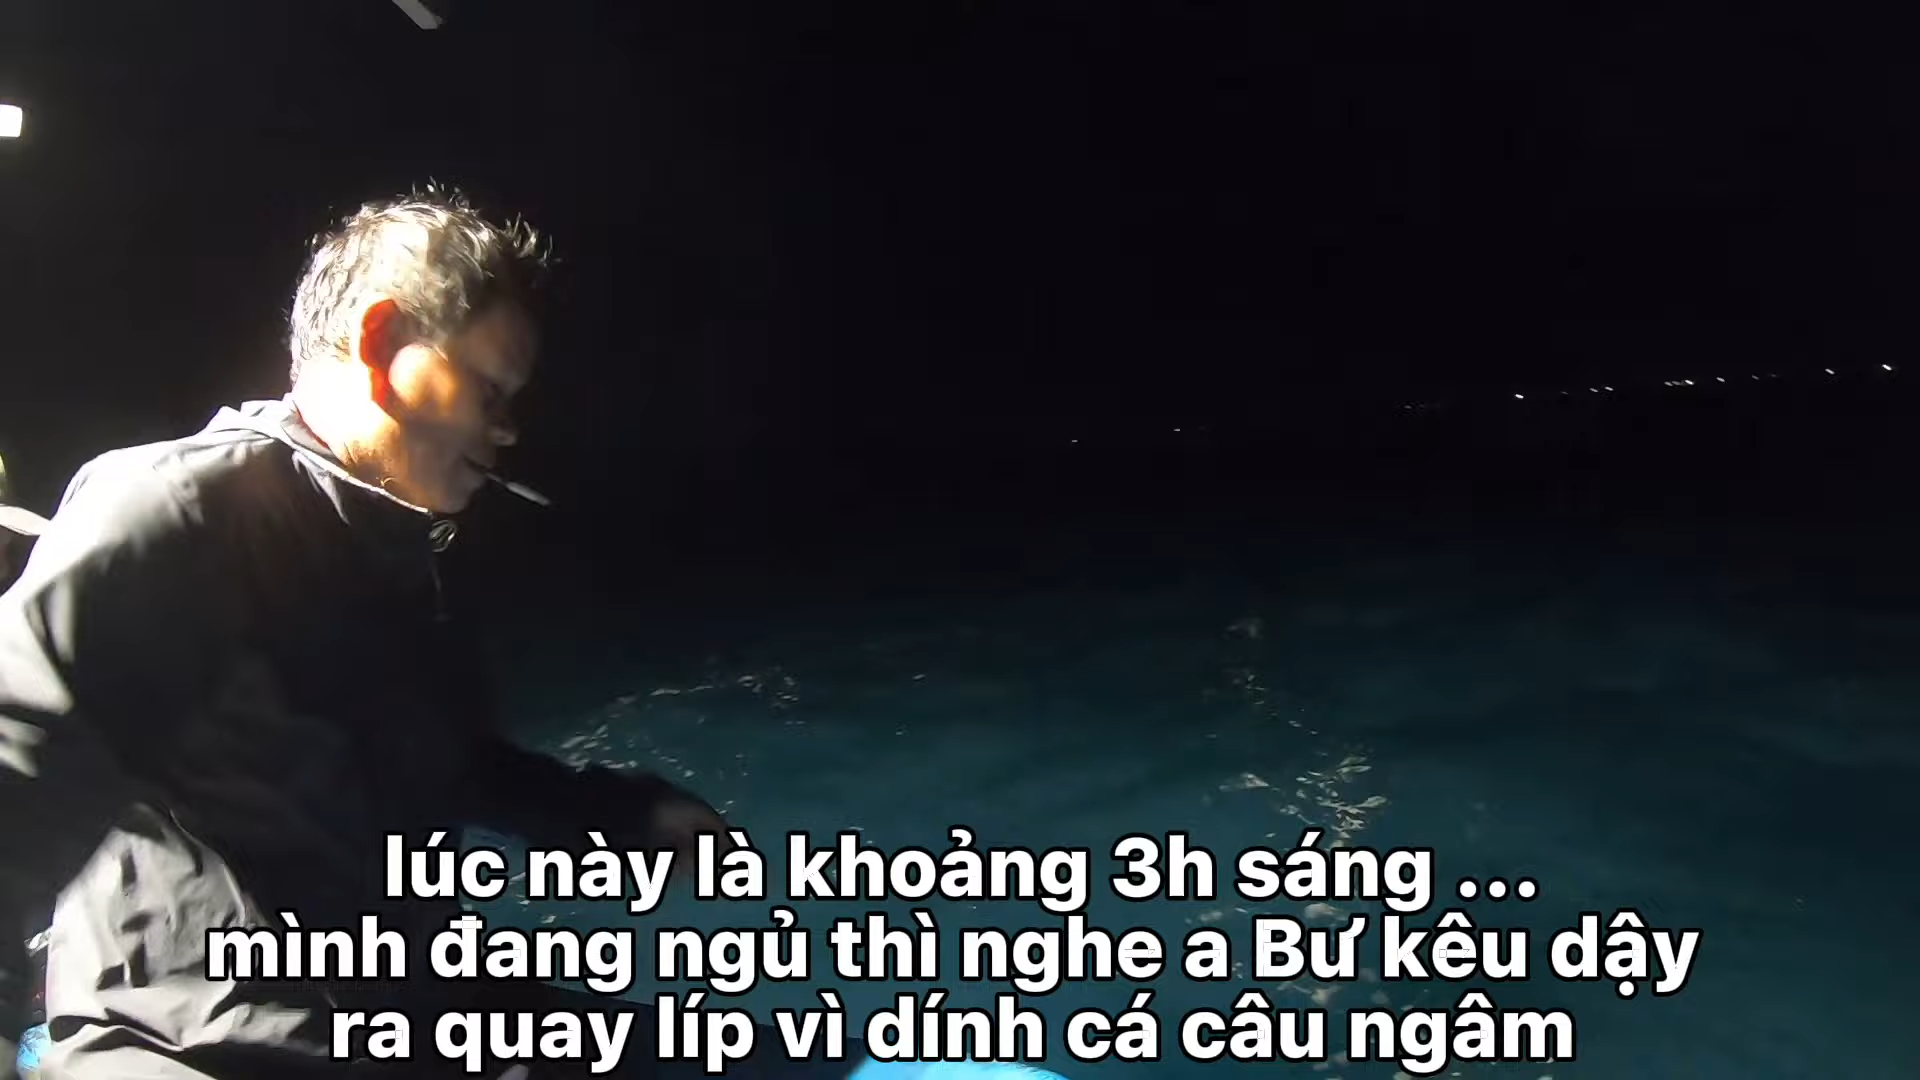 lúc này là khoảng 3h sáng ...
mình đang ngủ thì nghe a Bư kêu dậy
ra quay líp vì dính cá câu ngâm